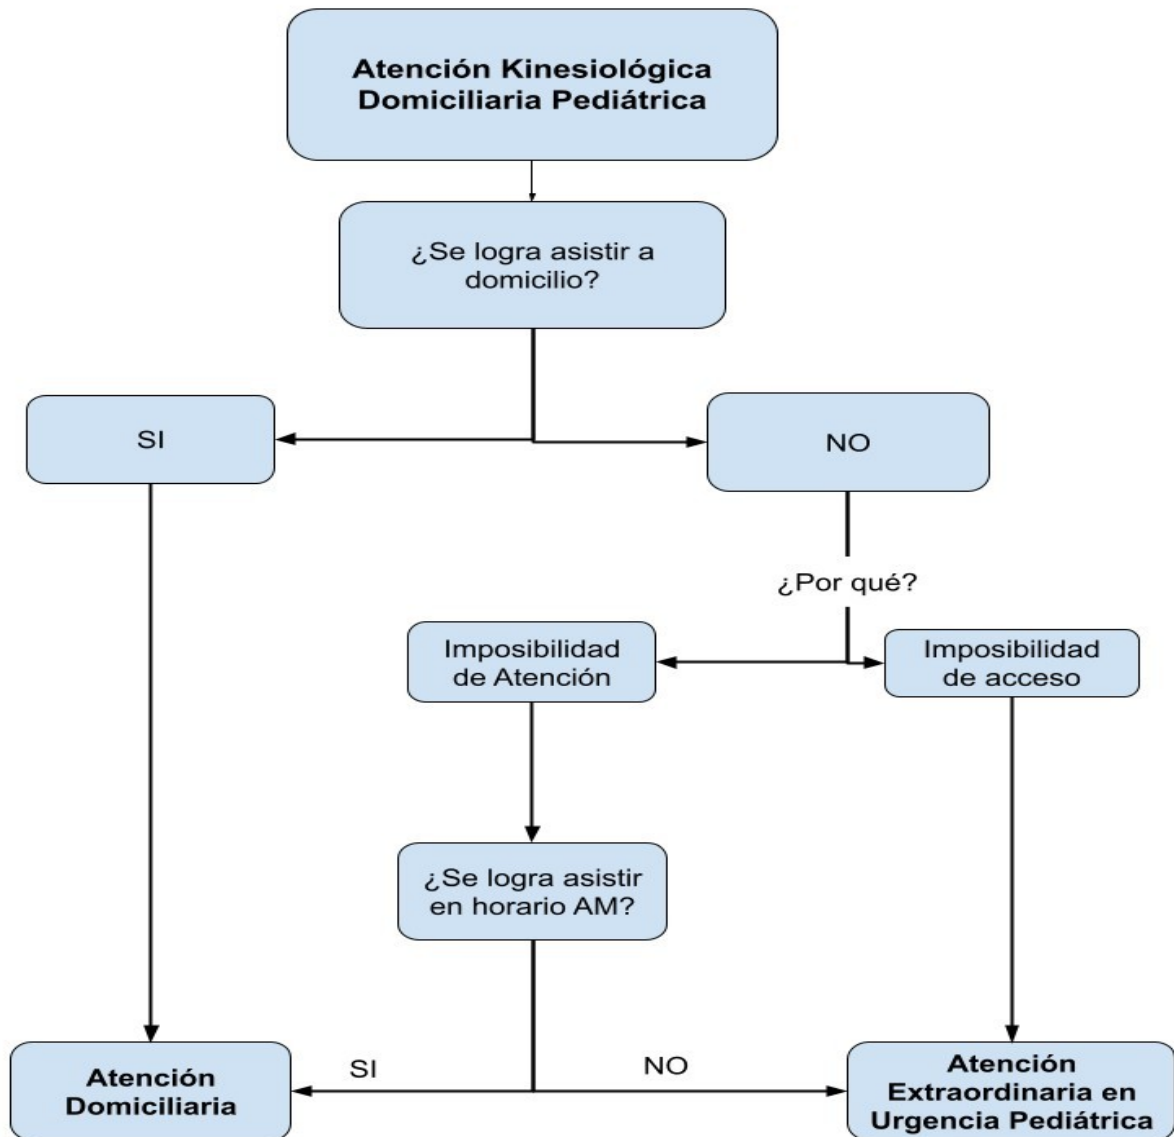 Atención Kinesiológica
Domiciliaria Pediátrica
¿Se logra asistir a
domicilio?
SI
NO
¿Por qué?
Imposibilidad
de Atención
Imposibilidad
de acceso
¿Se logra asistir
en horario AM?
SI
NO
Atención
Domiciliaria
Atención
Extraordinaria en
Urgencia Pediátrica